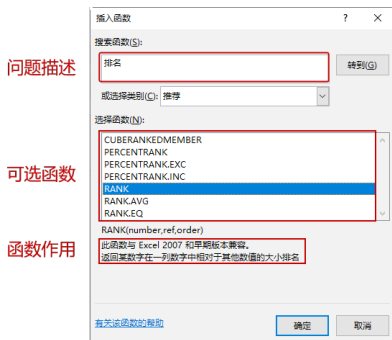 插入函数
? ×
搜索函数(S):
问题描述
排名
转到(G)
或选择类别(C): 推荐
选择函数(N):
可选函数
CUBERANKEDMEMBER
PERCENTRANK
PERCENTRANK.EXC
PERCENTRANK.INC
RANK
RANK.AVG
RANK.EQ
RANK(number,ref,order)
函数作用
此函数与 Excel 2007 和早期版本兼容。
返回某数字在一列数字中相对于其他数值的大小排名
有关该函数的帮助
确定
取消